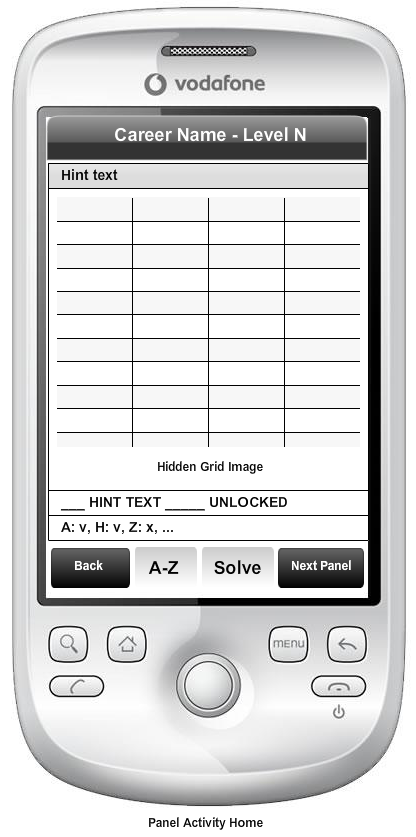 vodafone
Career Name - Level N
Hint text
Hidden Grid Image
___ HINT TEXT _____ UNLOCKED
A: v, H: v, Z: x, ...
Back A-Z Solve Next Panel
MENU
Panel Activity Home